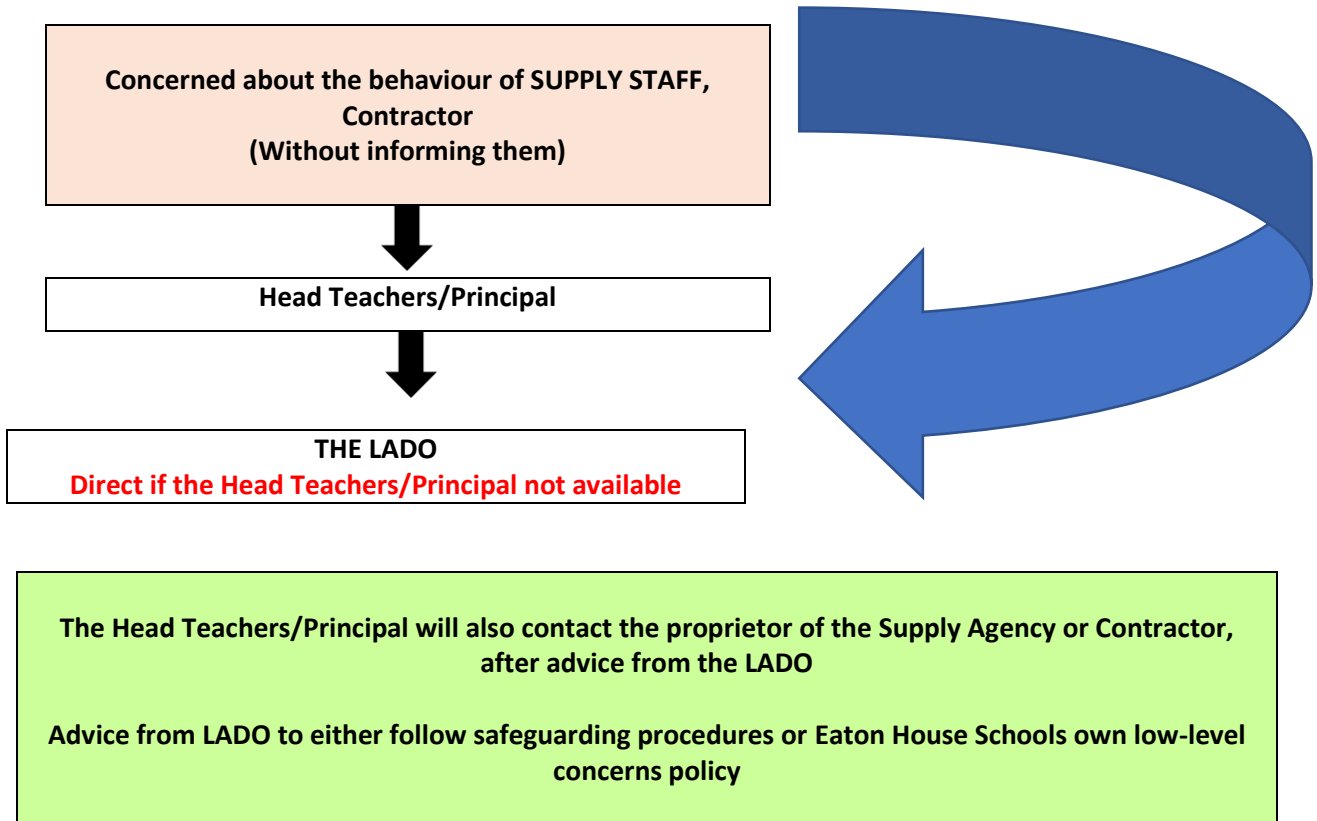 Concerned about the behaviour of SUPPLY STAFF,
Contractor
(Without informing them)
Head Teachers/Principal
THE LADO
Direct if the Head Teachers/Principal not available
The Head Teachers/Principal will also contact the proprietor of the Supply Agency or Contractor,
after advice from the LADO
Advice from LADO to either follow safeguarding procedures or Eaton House Schools own low-level
concerns policy